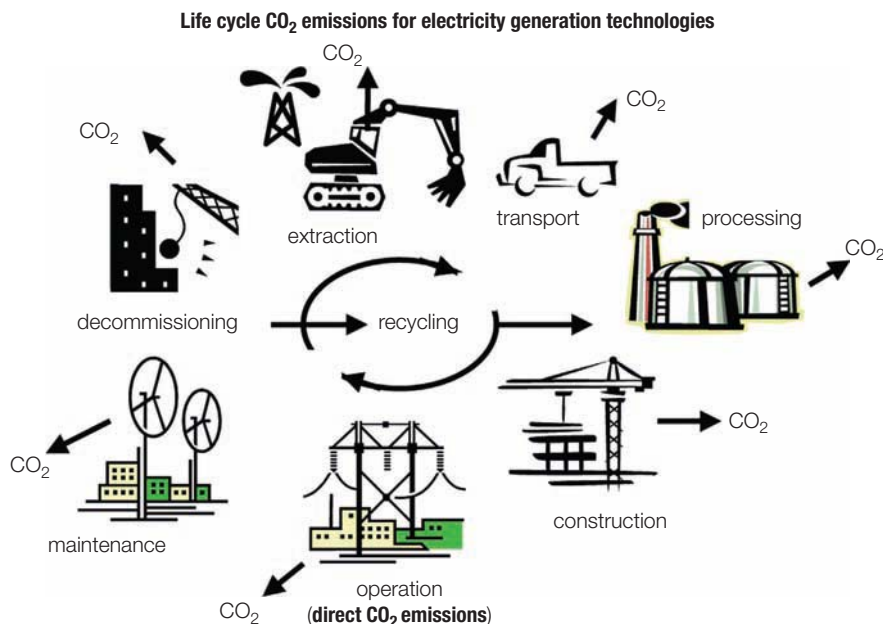 Life cycle CO₂ emissions for electricity generation technologies
CO₂
CO₂
CO₂
extraction
transport
processing
CO₂
decommissioning
recycling
CO₂
CO₂
construction
maintenance
operation
CO₂
(direct CO₂ emissions)